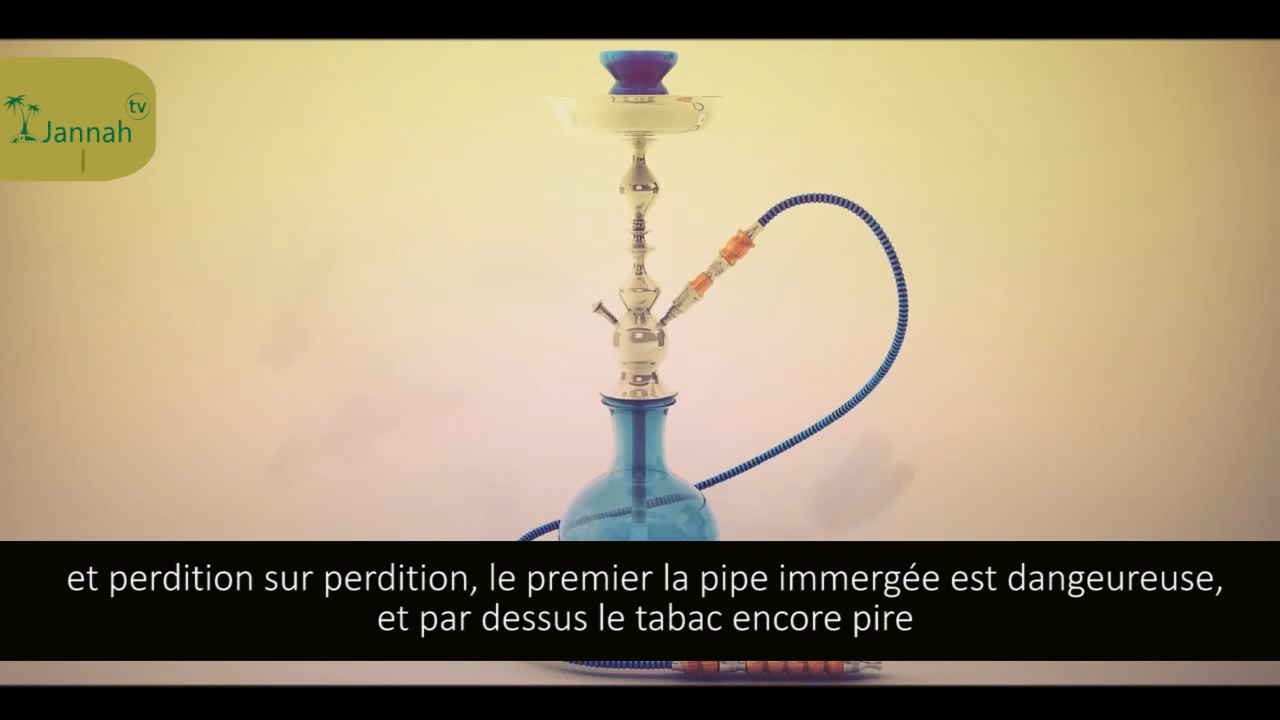 tv
Jannah
et perdition sur perdition, le premier la pipe immergée est dangeureuse,
et par dessus le tabac encore pire